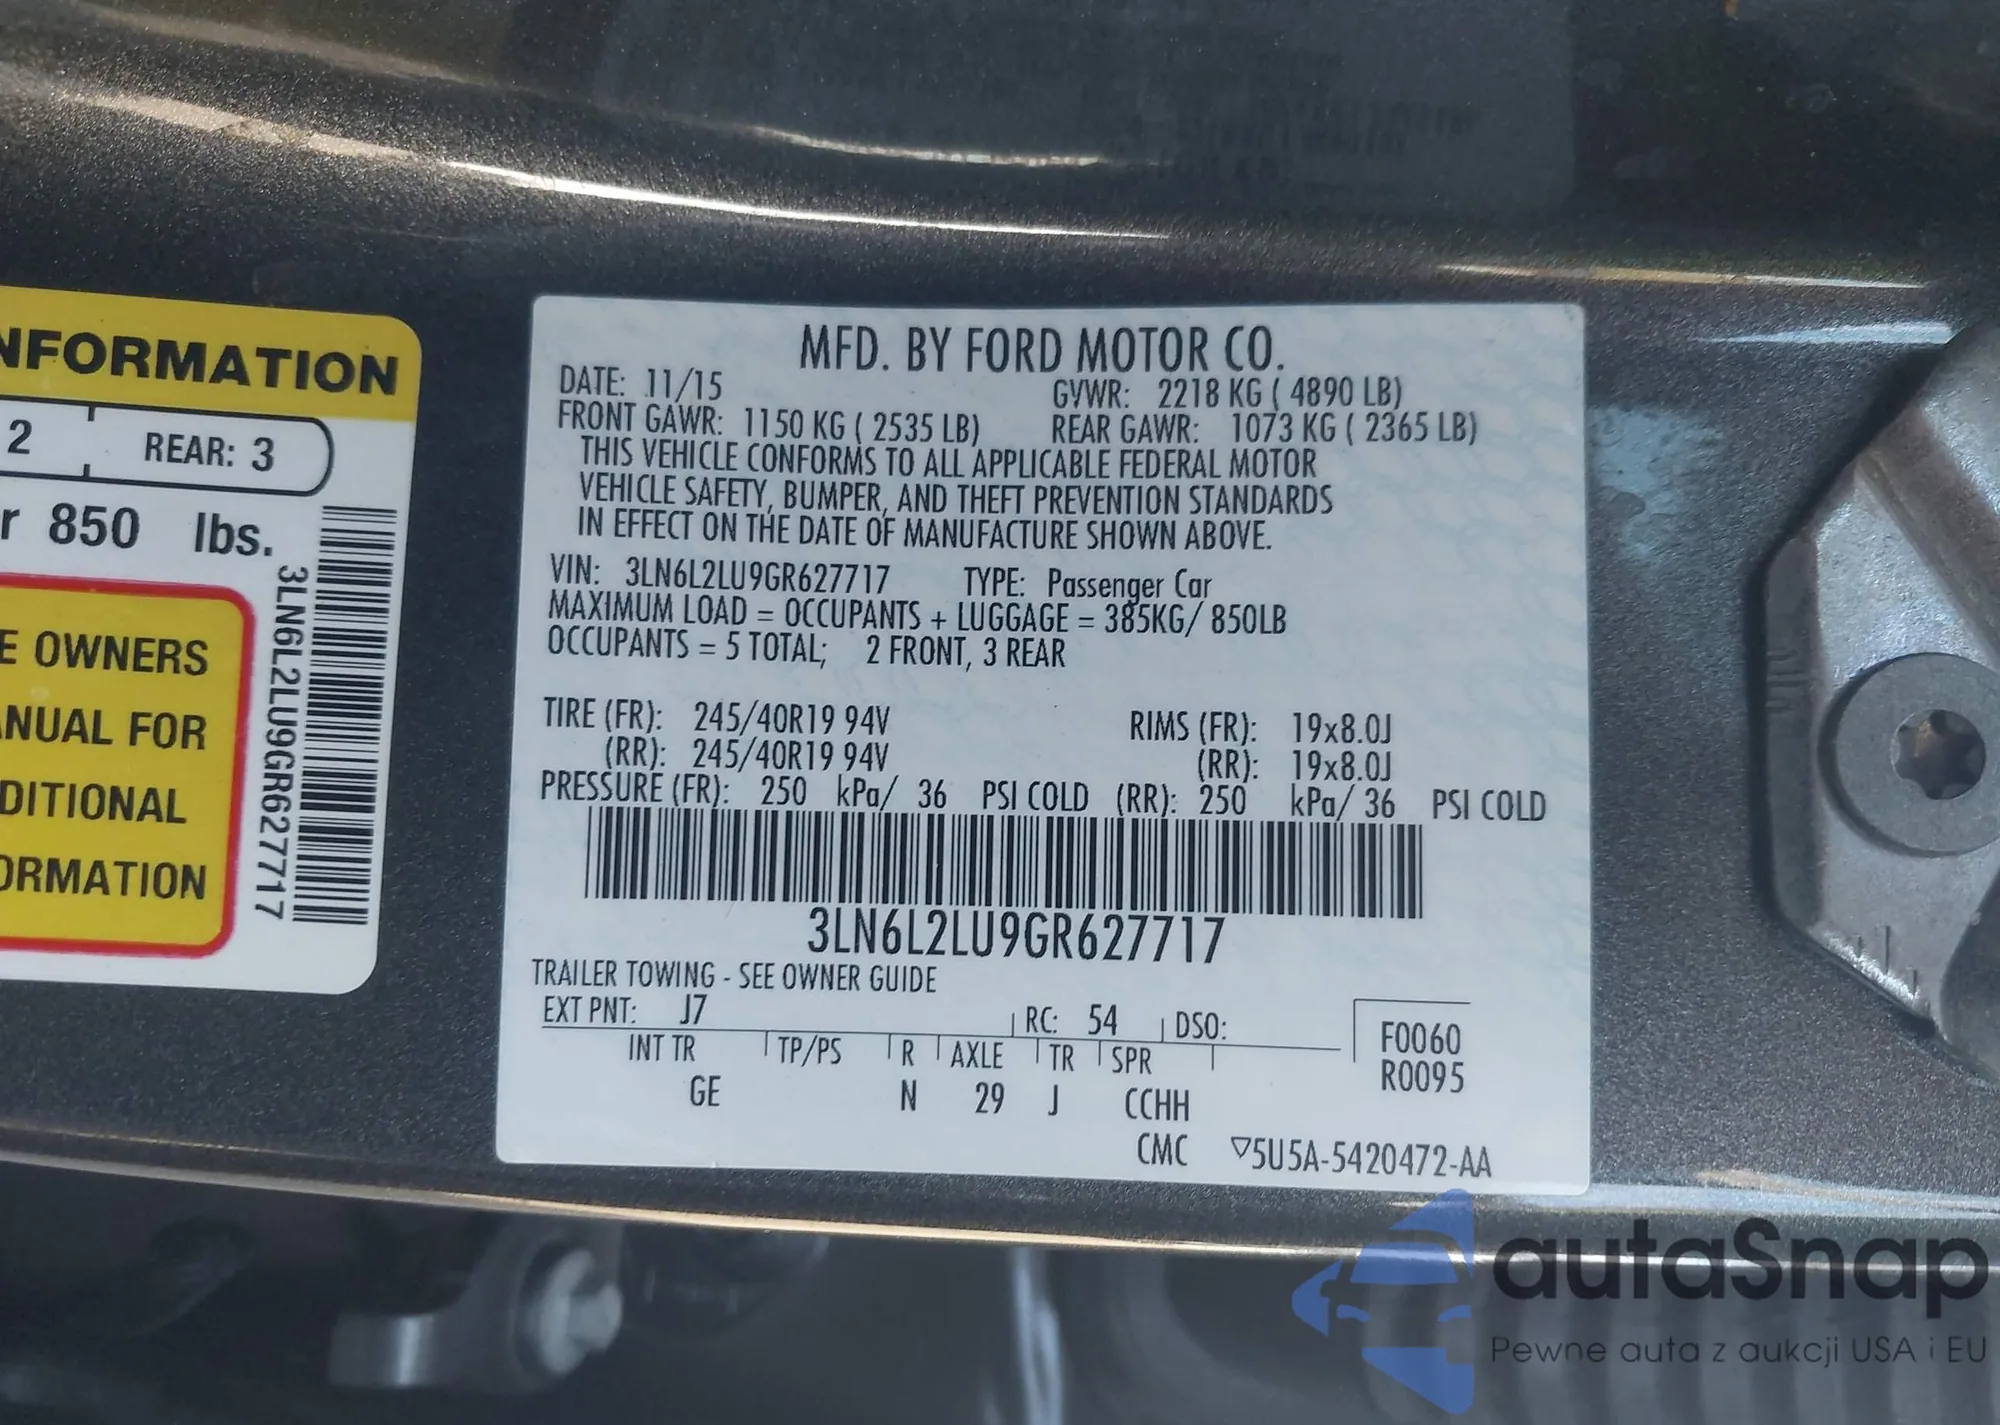 NFORMATION
2 REAR: 3
r 850 lbs.
3LN6L2LU9GR627717
E OWNERS
ANUAL FOR
DITIONAL
ORMATION
MFD. BY FORD MOTOR CO.
DATE: 11/15 GVWR: 2218 KG ( 4890 LB)
FRONT GAWR: 1150 KG ( 2535 LB) REAR GAWR: 1073 KG ( 2365 LB)
THIS VEHICLE CONFORMS TO ALL APPLICABLE FEDERAL MOTOR
VEHICLE SAFETY, BUMPER, AND THEFT PREVENTION STANDARDS
IN EFFECT ON THE DATE OF MANUFACTURE SHOWN ABOVE.
VIN: 3LN6L2LU9GR627717 TYPE: Passenger Car
MAXIMUM LOAD = OCCUPANTS + LUGGAGE = 385KG/ 850LB
OCCUPANTS = 5 TOTAL; 2 FRONT, 3 REAR
TIRE (FR): 245/40R19 94V RIMS (FR): 19x8.0J
(RR): 245/40R19 94V (RR): 19x8.0J
PRESSURE (FR): 250 kPa/ 36 PSI COLD (RR): 250 kPa/ 36 PSI COLD
3LN6L2LU9GR627717
TRAILER TOWING - SEE OWNER GUIDE
EXT PNT: J7 RC: 54 DSO: F0060
INT TR TP/PS R AXLE TR SPR R0095
GE N 29 J CCHH
CMC ▽5U5A-5420472-AA
autaSnap
Pewne auta z aukcji USA i EU